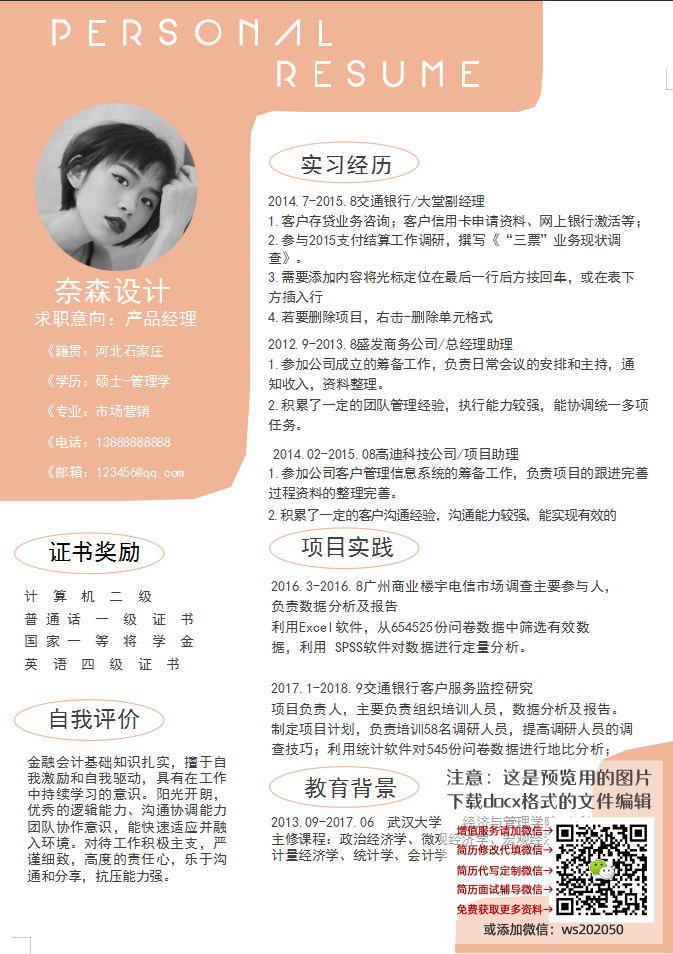 PERSONAL
RESUME
奈森设计
求职意向：产品经理
《籍贯：河北石家庄
《学历：硕士-管理学
《专业：市场营销
《电话：13888888888
《邮箱：123456@qq.com
证书奖励
计算机二级
普通话一级证书
国家一等将学金
英语四级证书
自我评价
金融会计基础知识扎实，擅于自
我激励和自我驱动，具有在工作
中持续学习的意识。阳光开朗，
优秀的逻辑能力、沟通协调能力
团队协作意识，能快速适应并融
入环境。对待工作积极主支，严
谨细致，高度的责任心，乐于沟
通和分享，抗压能力强。
实习经历
2014.7-2015.8交通银行/大堂副经理
1.客户存贷业务咨询；客户信用卡申请资料、网上银行激活等；
2.参与2015支付结算工作调研，撰写《“三票”业务现状调
查》。
3.需要添加内容将光标定位在最后一行后方按回车，或在表下
方插入行
4.若要删除项目，右击-删除单元格式
2012.9-2013.8盛发商务公司/总经理助理
1.参加公司成立的筹备工作，负责日常会议的安排和主持，通
知收入，资料整理。
2.积累了一定的团队管理经验，执行能力较强，能协调统一多项
任务。
2014.02-2015.08高迪科技公司/项目助理
1.参加公司客户管理信息系统的筹备工作，负责项目的跟进完善
过程资料的整理完善。
2.积累了一定的客户沟通经验，沟通能力较强，能实现有效的
项目实践
2016.3-2016.8广州商业楼宇电信市场调查主要参与人，
负责数据分析及报告
利用Excel软件，从654525份问卷数据中筛选有效数
据，利用 SPSS软件对数据进行定量分析。
2017.1-2018.9交通银行客户服务监控研究
项目负责人，主要负责组织培训人员，数据分析及报告。
制定项目计划，负责培训58名调研人员，提高调研人员的调
查技巧；利用统计软件对545份问卷数据进行地比分析；
教育背景
2013.09-2017.06 武汉大学 经济与管理学院
主修课程：政治经济学、微观经济学、宏观经济
计量经济学、统计学、会计学
注意：这是预览用的图片
下载docx格式的文件编辑
增值服务请加微信→
简历修改代填微信→
简历代写定制微信→
简历面试辅导微信→
免费获取更多资料→
或添加微信：ws202050